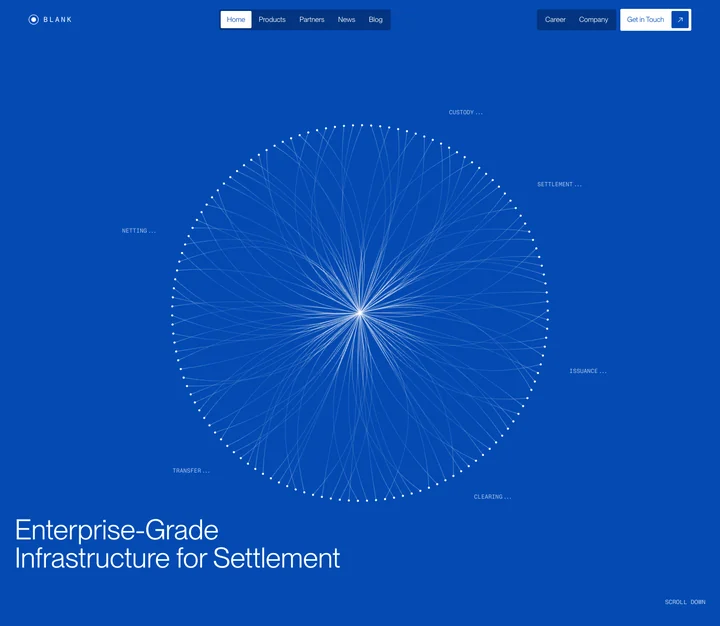 BLANK
Home Products Partners News Blog
Career Company Get in Touch
CUSTODY...
SETTLEMENT...
NETTING...
ISSUANCE...
TRANSFER...
CLEARING...
Enterprise-Grade
Infrastructure for Settlement
SCROLL DOWN